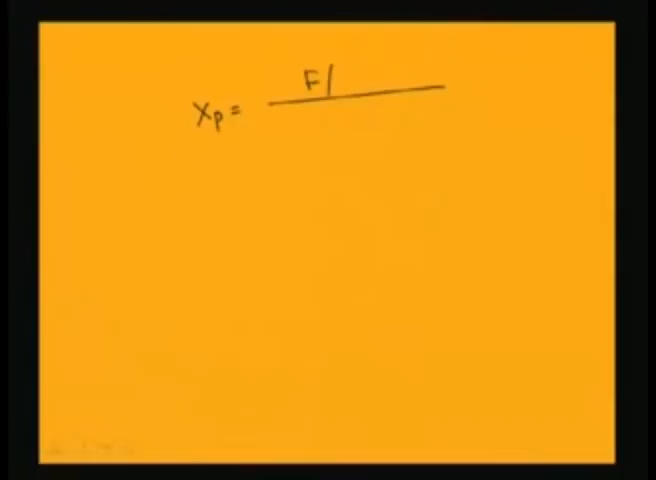 F/
Xp =